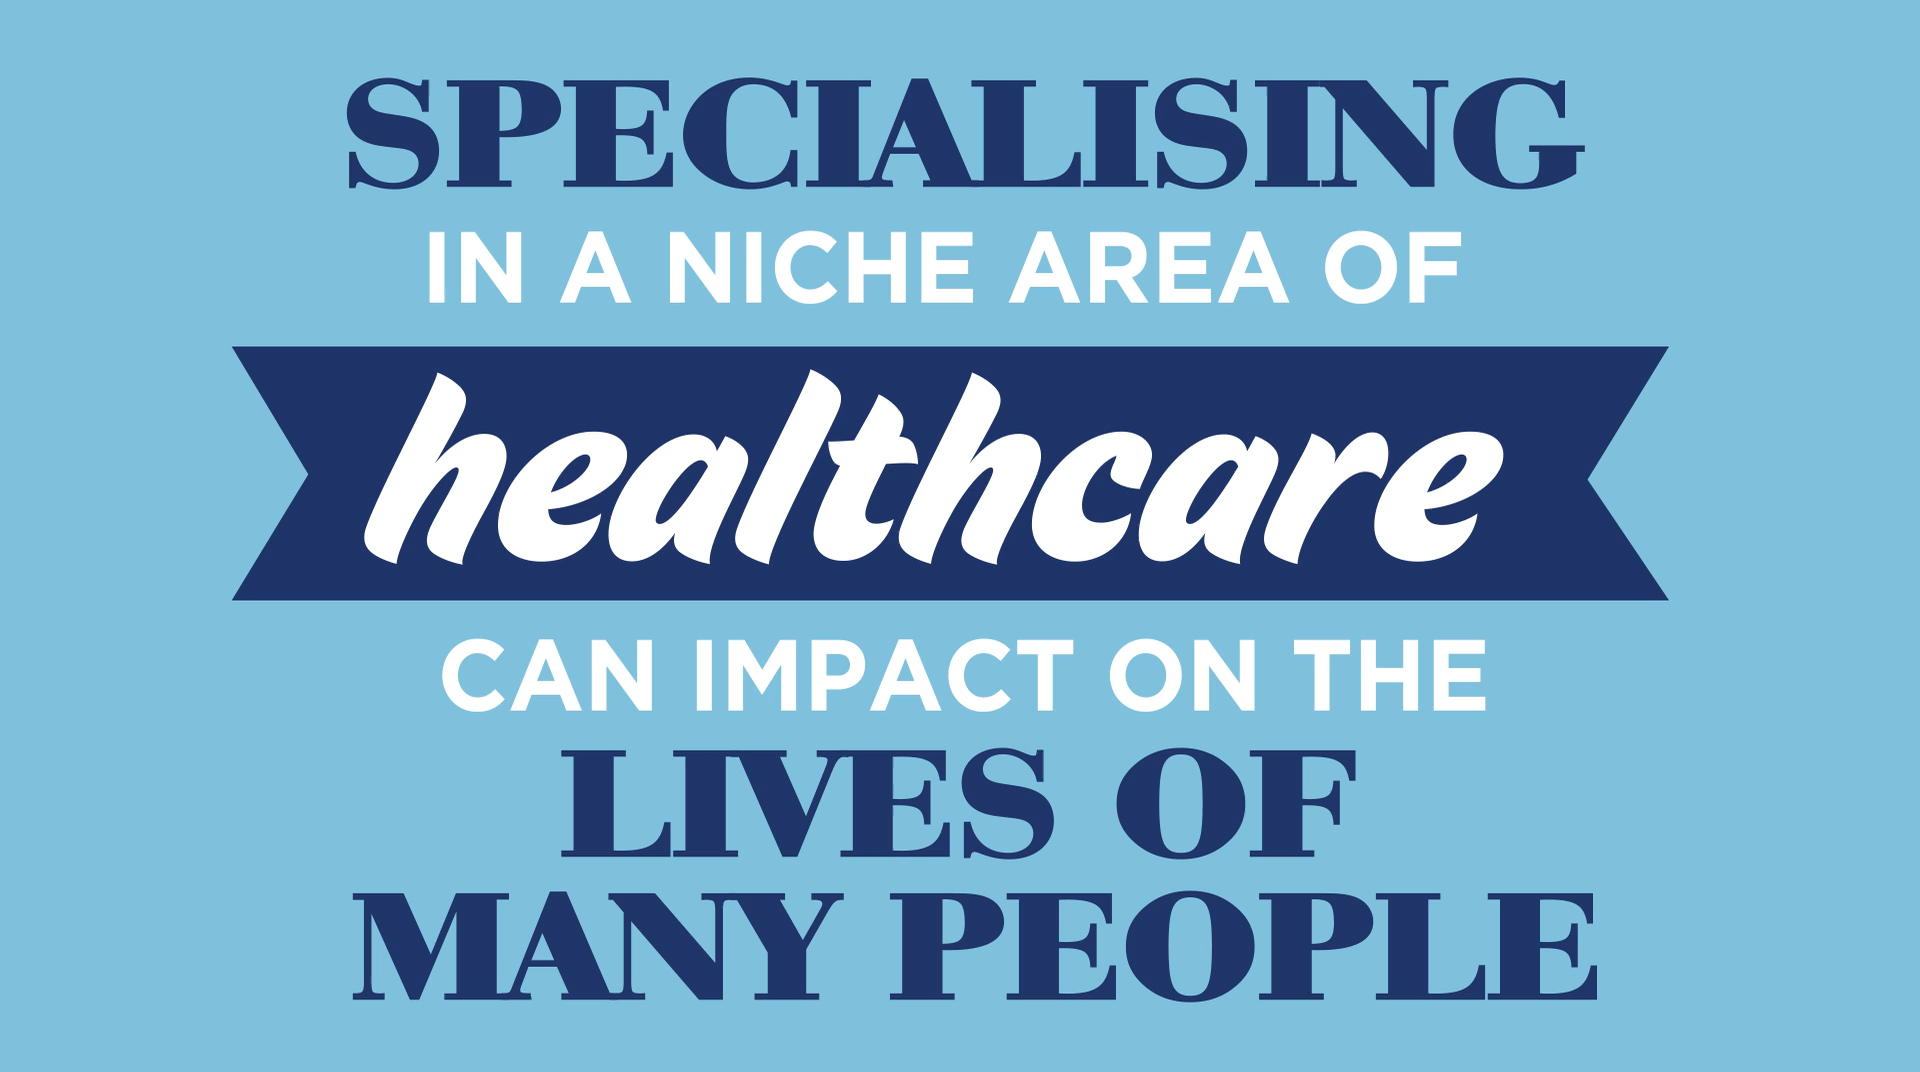 SPECIALISING
IN A NICHE AREA OF
healthcare
CAN IMPACT ON THE
LIVES OF
MANY PEOPLE